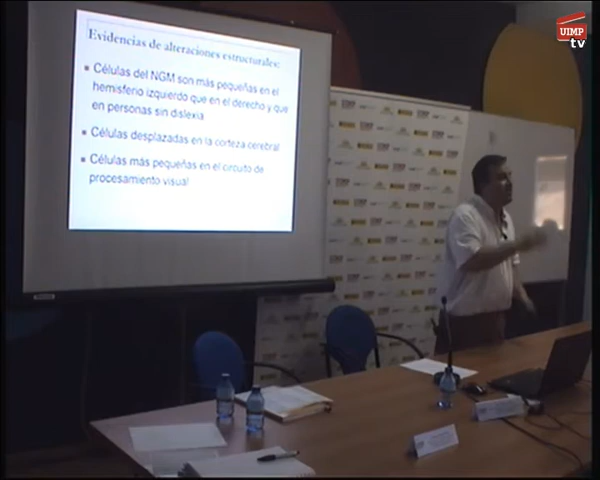 UIMP
tv
Evidencias de alteraciones estructurales:
Células del NGM son más pequeñas en el
hemisferio izquierdo que en el derecho y que
en personas sin dislexia
Células desplazadas en la corteza cerebral
Células más pequeñas en el circuito de
procesamiento visual